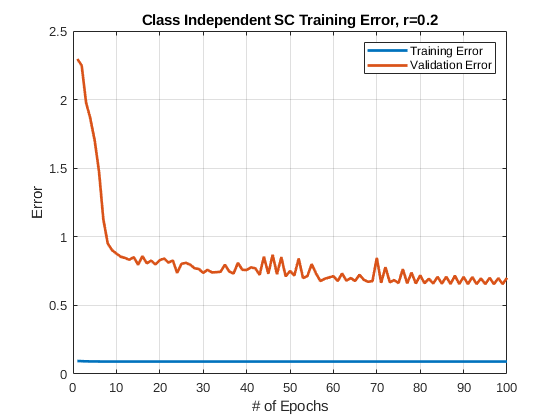 Class Independent SC Training Error, r=0.2
Training Error
Validation Error
2.5
2
1.5
1
0.5
0
Error
0 10 20 30 40 50 60 70 80 90 100
# of Epochs